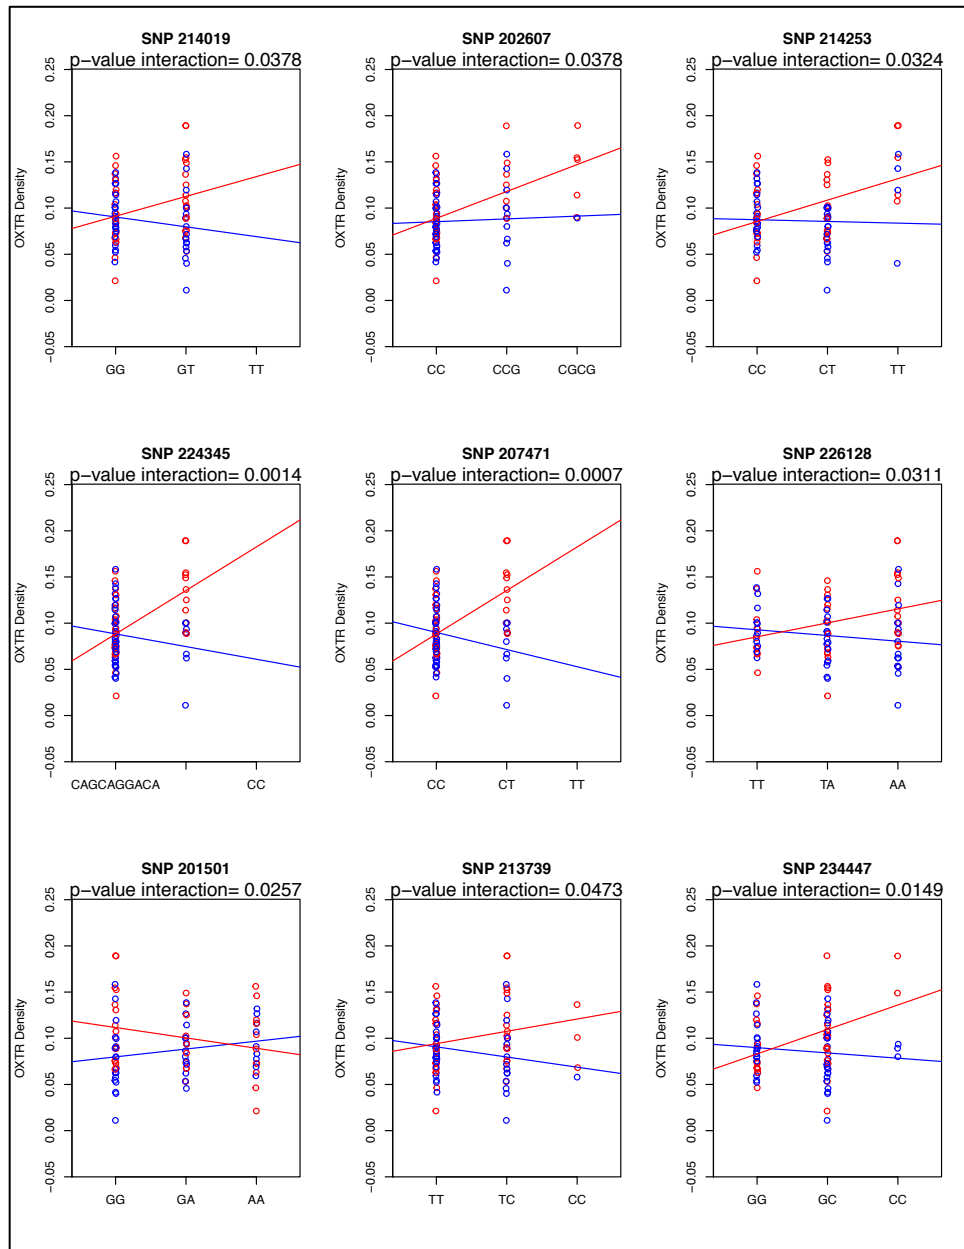 SNP 214019
p-value interaction= 0.0378
OXTR Density
0.25
0.20
0.15
0.10
0.05
0.00
-0.05
GG GT TT
SNP 202607
p-value interaction= 0.0378
OXTR Density
0.25
0.20
0.15
0.10
0.05
0.00
-0.05
CC CCG CGCG
SNP 214253
p-value interaction= 0.0324
OXTR Density
0.25
0.20
0.15
0.10
0.05
0.00
-0.05
CC CT TT
SNP 224345
p-value interaction= 0.0014
OXTR Density
0.25
0.20
0.15
0.10
0.05
0.00
-0.05
CAGCAGGACA CC
SNP 207471
p-value interaction= 0.0007
OXTR Density
0.25
0.20
0.15
0.10
0.05
0.00
-0.05
CC CT TT
SNP 226128
p-value interaction= 0.0311
OXTR Density
0.25
0.20
0.15
0.10
0.05
0.00
-0.05
TT TA AA
SNP 201501
p-value interaction= 0.0257
OXTR Density
0.25
0.20
0.15
0.10
0.05
0.00
-0.05
GG GA AA
SNP 213739
p-value interaction= 0.0473
OXTR Density
0.25
0.20
0.15
0.10
0.05
0.00
-0.05
TT TC CC
SNP 234447
p-value interaction= 0.0149
OXTR Density
0.25
0.20
0.15
0.10
0.05
0.00
-0.05
GG GC CC